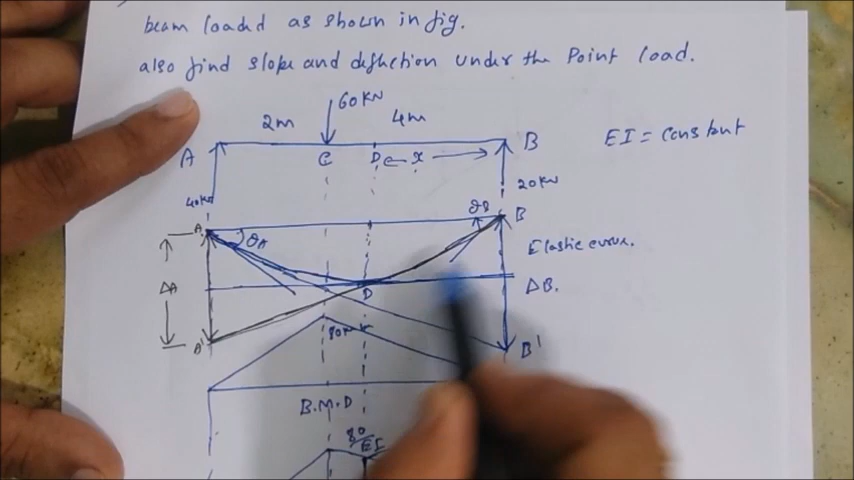 beam loaded as shown in fig.
also find slope and deflection under the Point load.
60KN
2m 4m
A C D x B EI = constant
40KN 20KN
A θA θB B
Elastic curve.
ΔA D ΔB.
A' B'
80
B.M.D
80/EI